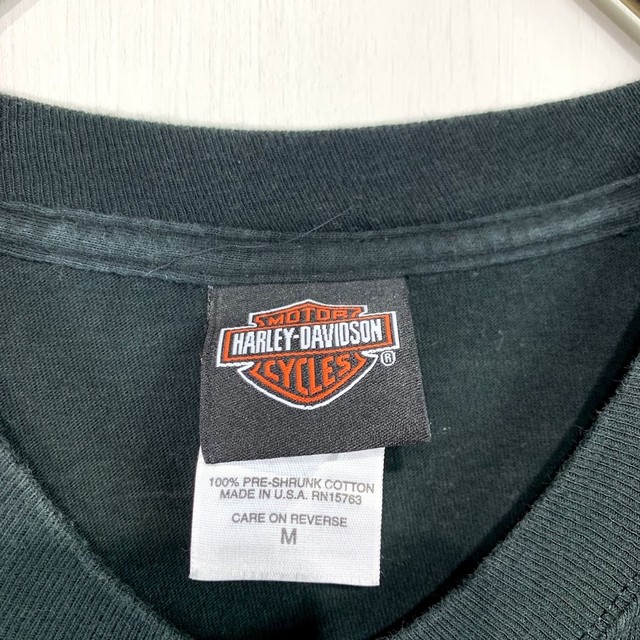 MOTOR
HARLEY-DAVIDSON
CYCLES ®
100% PRE-SHRUNK COTTON
MADE IN U.S.A. RN15763
CARE ON REVERSE
M